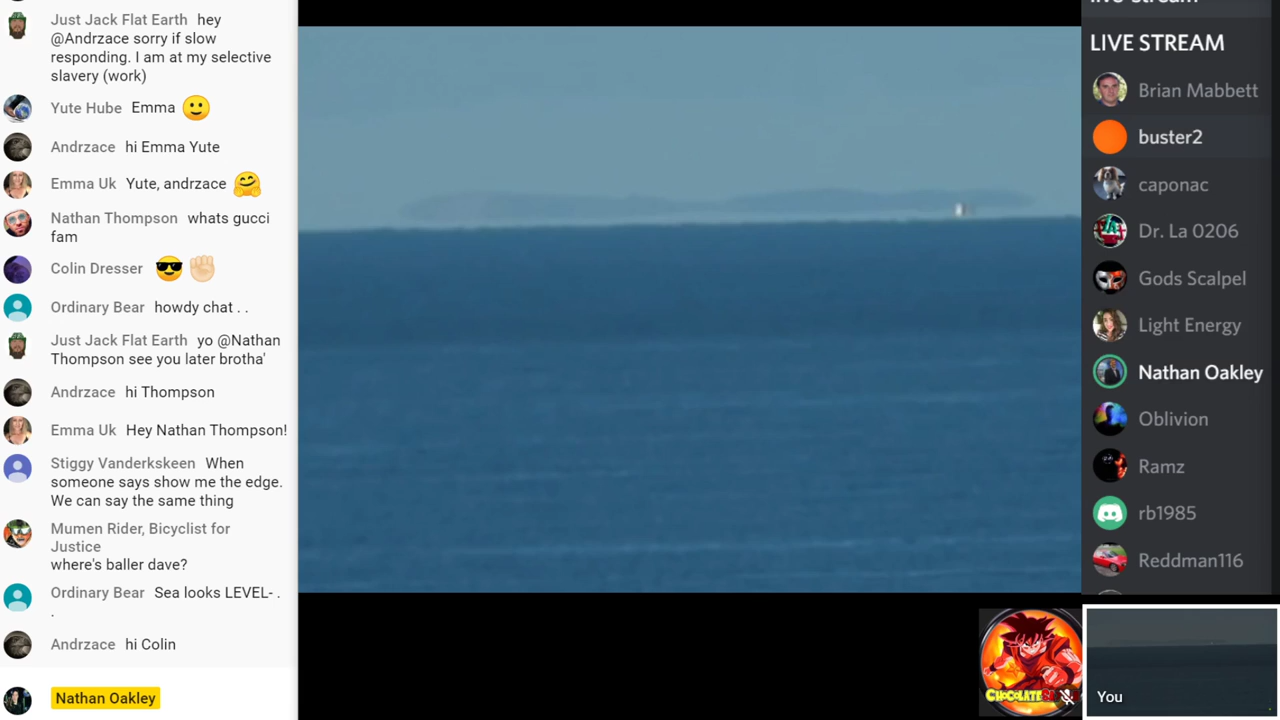 Just Jack Flat Earth hey
@Andrzace sorry if slow
responding. I am at my selective
slavery (work)
Yute Hube Emma 🙂
Andrzace hi Emma Yute
Emma Uk Yute, andrzace 🤗
Nathan Thompson whats gucci
fam
Colin Dresser 😎✊🏻
Ordinary Bear howdy chat . .
Just Jack Flat Earth yo @Nathan
Thompson see you later brotha'
Andrzace hi Thompson
Emma Uk Hey Nathan Thompson!
Stiggy Vanderkskeen When
someone says show me the edge.
We can say the same thing
Mumen Rider, Bicyclist for
Justice
where's baller dave?
Ordinary Bear Sea looks LEVEL- .
.
Andrzace hi Colin
Nathan Oakley
live-stream
LIVE STREAM
Brian Mabbett
buster2
caponac
Dr. La 0206
Gods Scalpel
Light Energy
Nathan Oakley
Oblivion
Ramz
rb1985
Reddman116
You